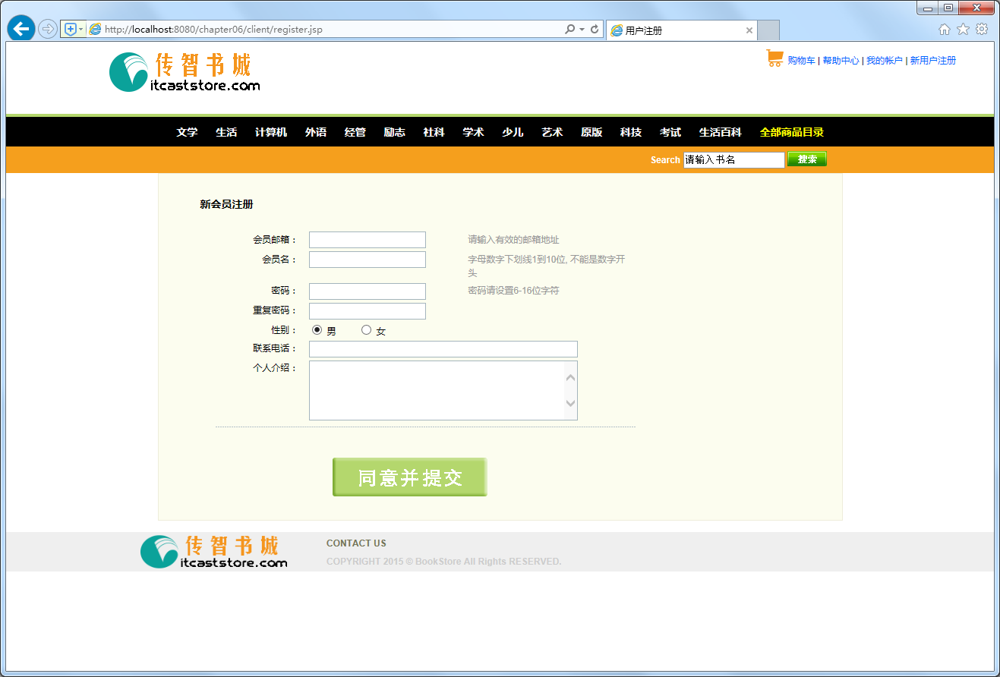 http://localhost:8080/chapter06/client/register.jsp
用户注册
传智书城
itcaststore.com
购物车 | 帮助中心 | 我的帐户 | 新用户注册
文学 生活 计算机 外语 经管 励志 社科 学术 少儿 艺术 原版 科技 考试 生活百科 全部商品目录
Search 请输入书名 搜索
新会员注册
会员邮箱： 请输入有效的邮箱地址
会员名： 字母数字下划线1到10位, 不能是数字开
头
密码： 密码请设置6-16位字符
重复密码：
性别： 男 女
联系电话：
个人介绍：
同意并提交
传智书城
itcaststore.com
CONTACT US
COPYRIGHT 2015 © BookStore All Rights RESERVED.